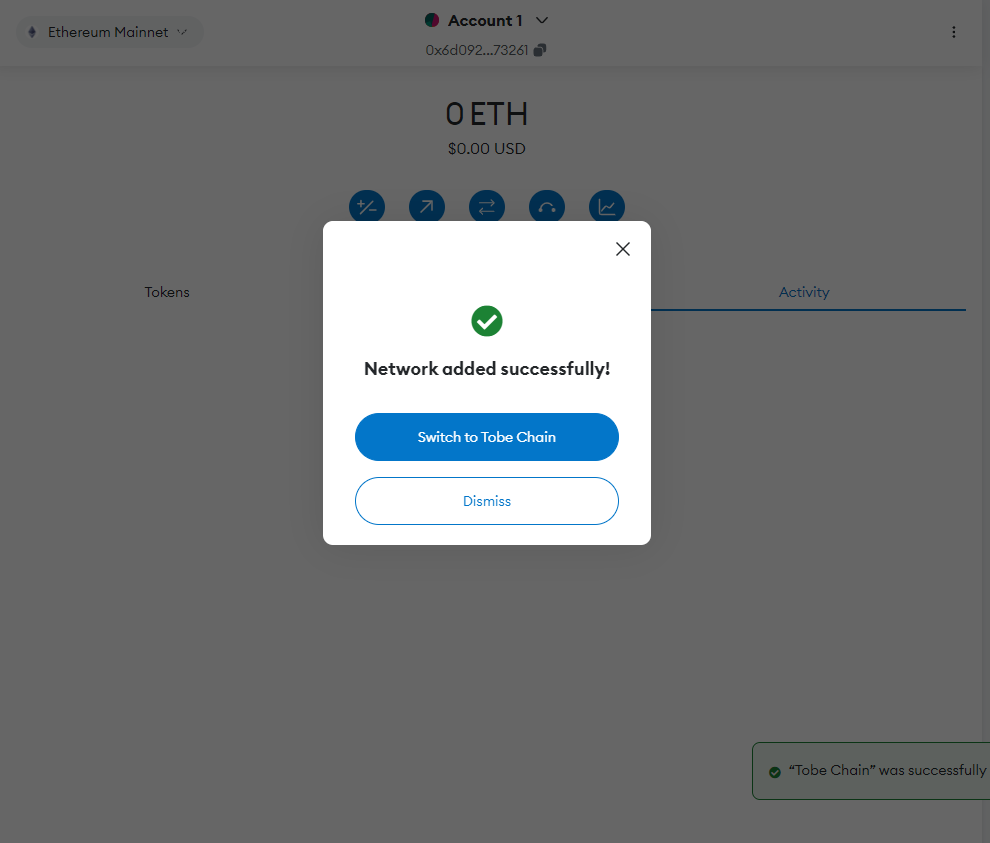 Ethereum Mainnet
Account 1
0x6d092...73261
0 ETH
$0.00 USD
Tokens
Activity
Network added successfully!
Switch to Tobe Chain
Dismiss
“Tobe Chain” was successfully